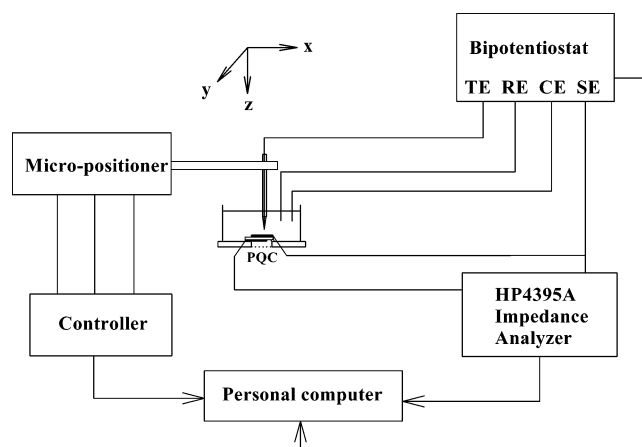 Bipotentiostat
TE RE CE SE
x
y
z
Micro-positioner
PQC
Controller
HP4395A
Impedance
Analyzer
Personal computer